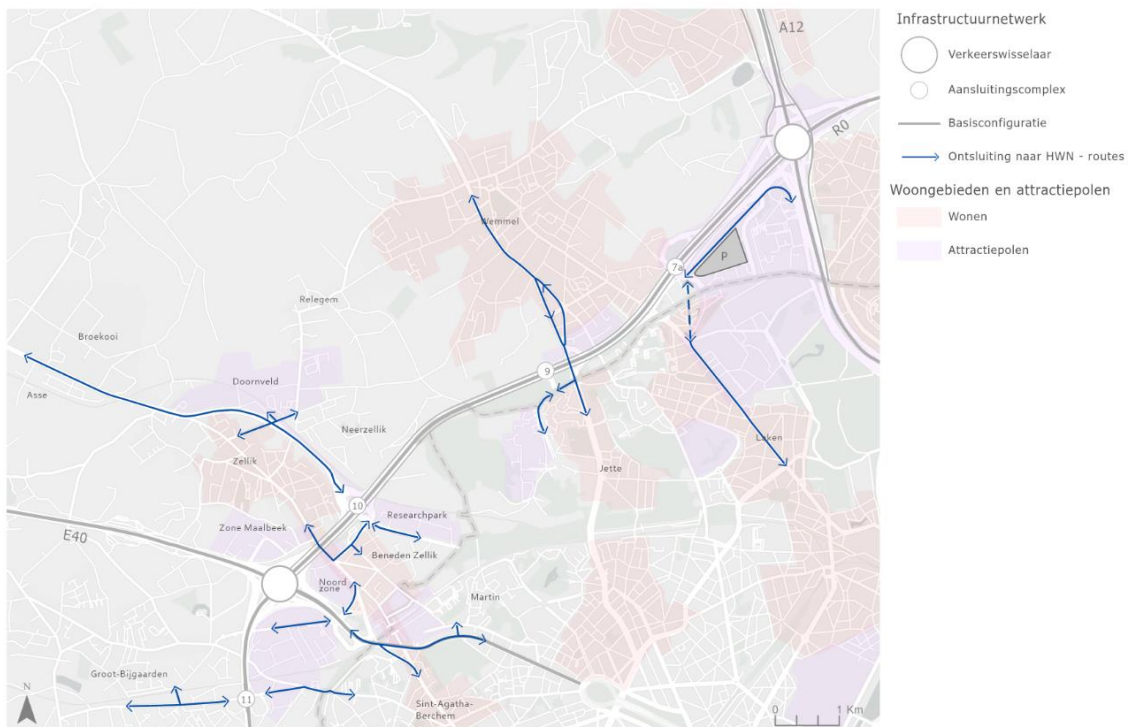 A12
R0
Wemmel
7a
P
Relegem
Broekooi
Doornveld
9
Asse
Neerzellik
Laken
Zellik
Jette
10
Researchpark
Zone Maalbeek
E40
Beneden Zellik
Noord
zone
Martin
Groot-Bijgaarden
11
Sint-Agatha-
Berchem
N
0 1 Km
Infrastructuurnetwerk
Verkeerswisselaar
Aansluitingscomplex
Basisconfiguratie
Ontsluiting naar HWN - routes
Woongebieden en attractiepolen
Wonen
Attractiepolen